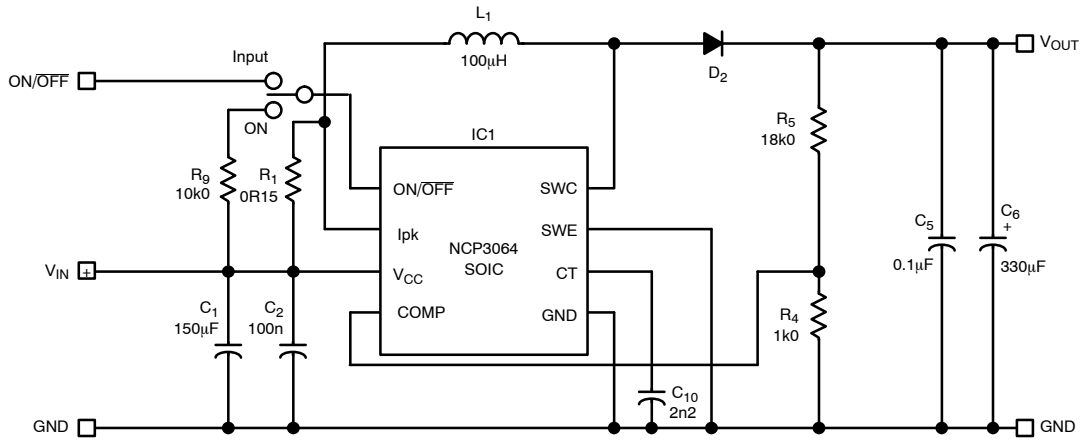 L1
100μH
Input
ON/OFF
ON
D2
VOUT
IC1
R5
18k0
R9
10k0
R1
0R15
ON/OFF
SWC
C5
0.1μF
C6
+
330μF
Ipk
SWE
NCP3064
SOIC
VIN
+
VCC
CT
COMP
GND
C1
150μF
C2
100n
R4
1k0
C10
2n2
GND
GND